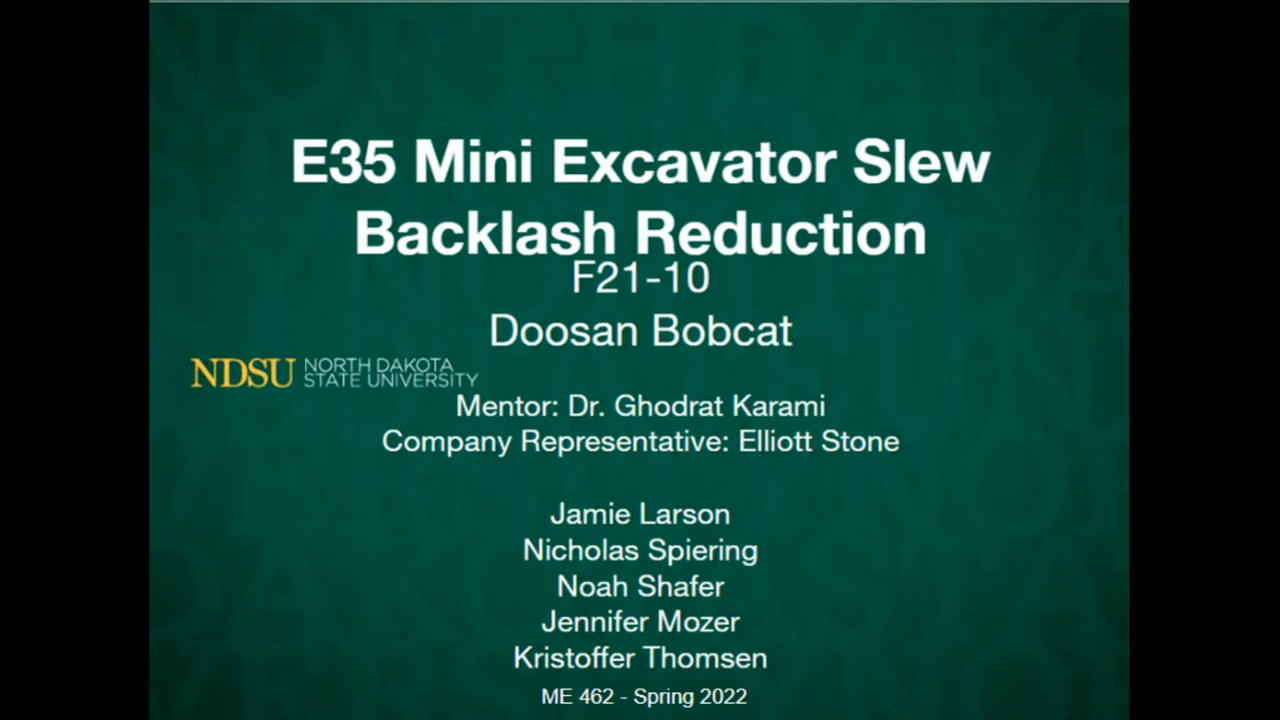 E35 Mini Excavator Slew
Backlash Reduction
F21-10
Doosan Bobcat
NDSU NORTH DAKOTA
STATE UNIVERSITY
Mentor: Dr. Ghodrat Karami
Company Representative: Elliott Stone
Jamie Larson
Nicholas Spiering
Noah Shafer
Jennifer Mozer
Kristoffer Thomsen
ME 462 - Spring 2022